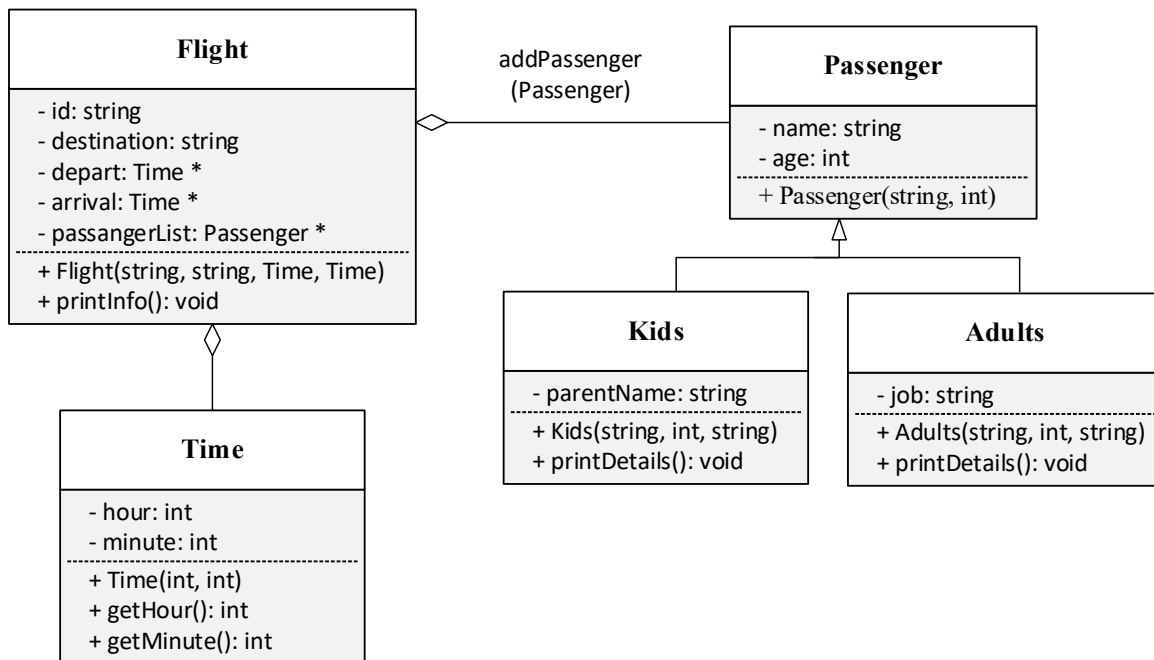 Flight
- id: string
- destination: string
- depart: Time *
- arrival: Time *
- passangerList: Passenger *
+ Flight(string, string, Time, Time)
+ printInfo(): void
addPassenger
(Passenger)
Passenger
- name: string
- age: int
+ Passenger(string, int)
Kids
- parentName: string
+ Kids(string, int, string)
+ printDetails(): void
Adults
- job: string
+ Adults(string, int, string)
+ printDetails(): void
Time
- hour: int
- minute: int
+ Time(int, int)
+ getHour(): int
+ getMinute(): int